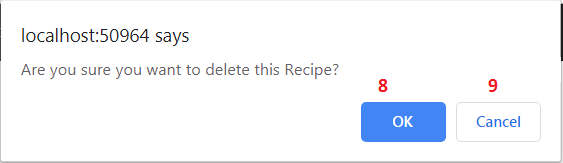 localhost:50964 says
Are you sure you want to delete this Recipe?
8 9
OK Cancel